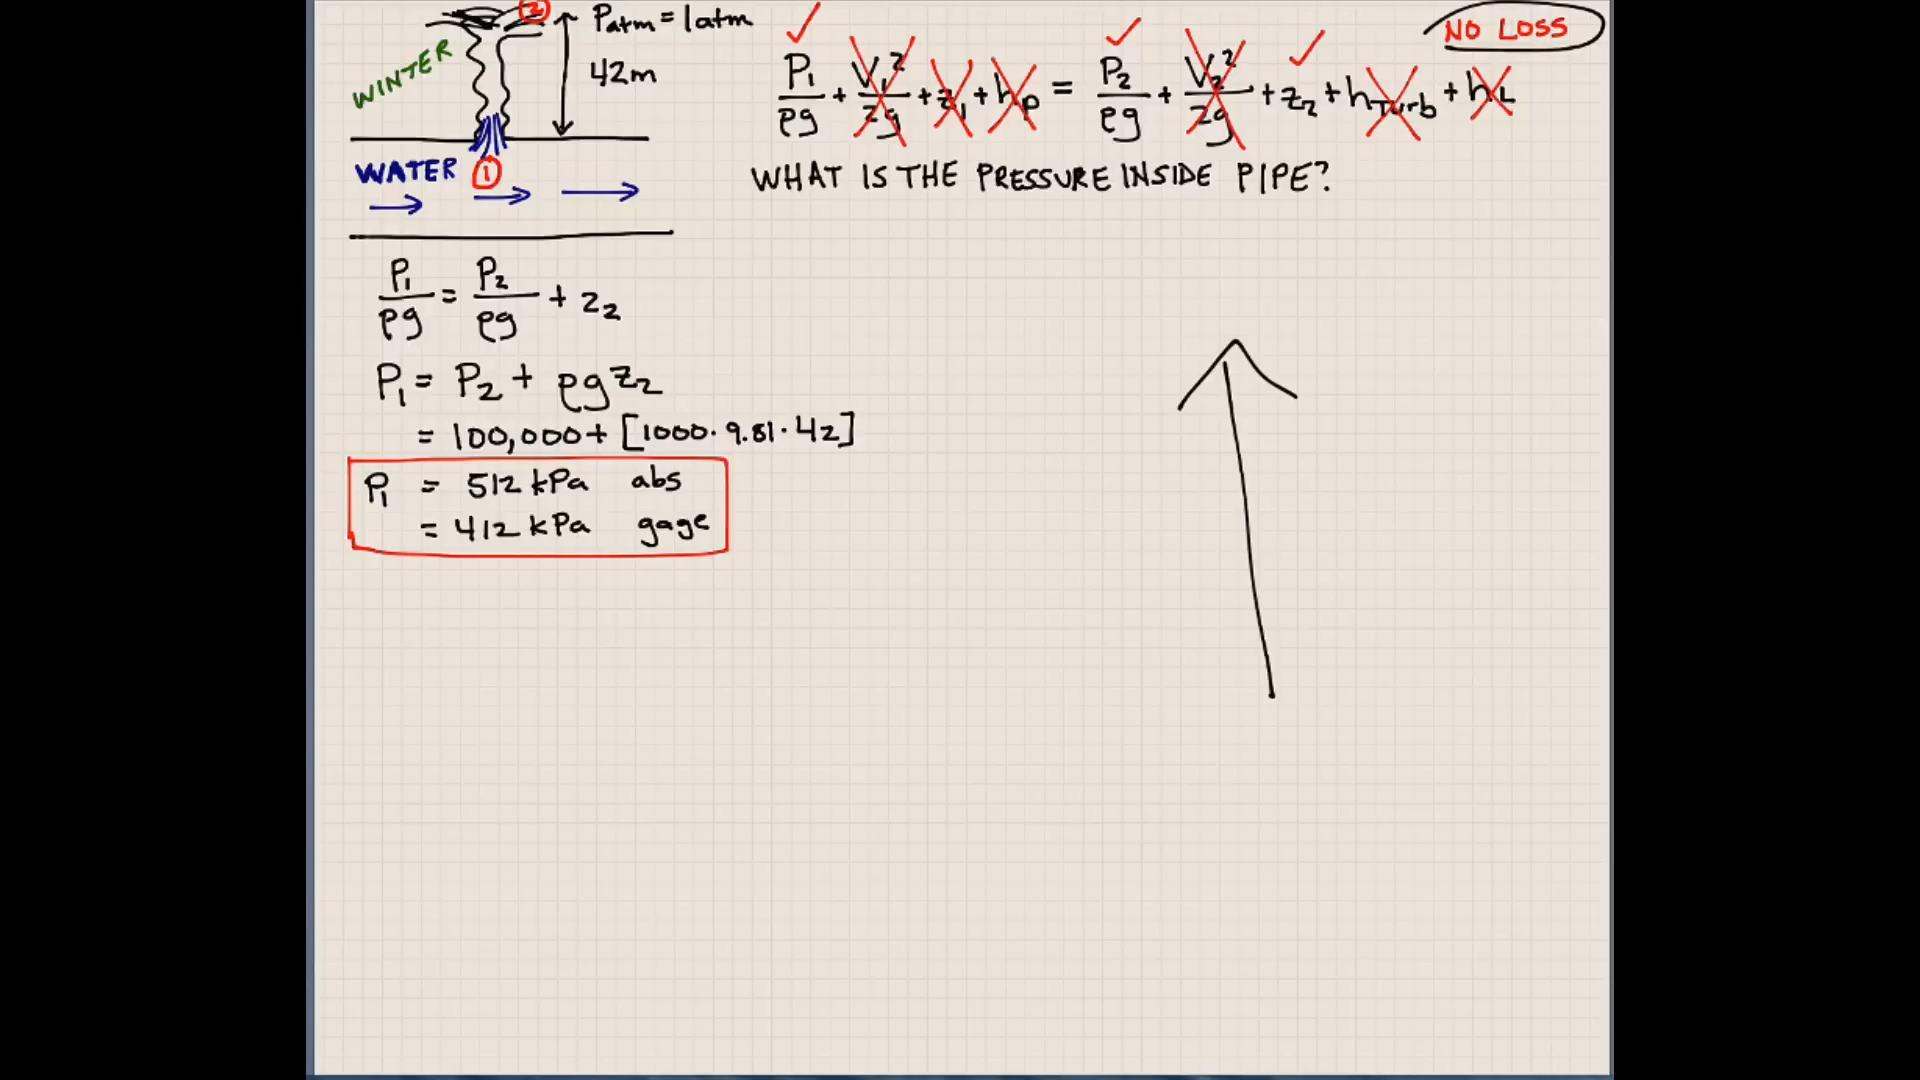 ② Patm = 1atm
42m
WINTER
WATER ①
NO LOSS
P₁/ρg + V₁²/2g + z₁ + hp = P₂/ρg + V₂²/2g + z₂ + hTurb + hL
WHAT IS THE PRESSURE INSIDE PIPE?
P₁/ρg = P₂/ρg + z₂
P₁ = P₂ + ρgz₂
= 100,000 + [1000 · 9.81 · 42]
P₁ = 512 kPa abs
= 412 kPa gage